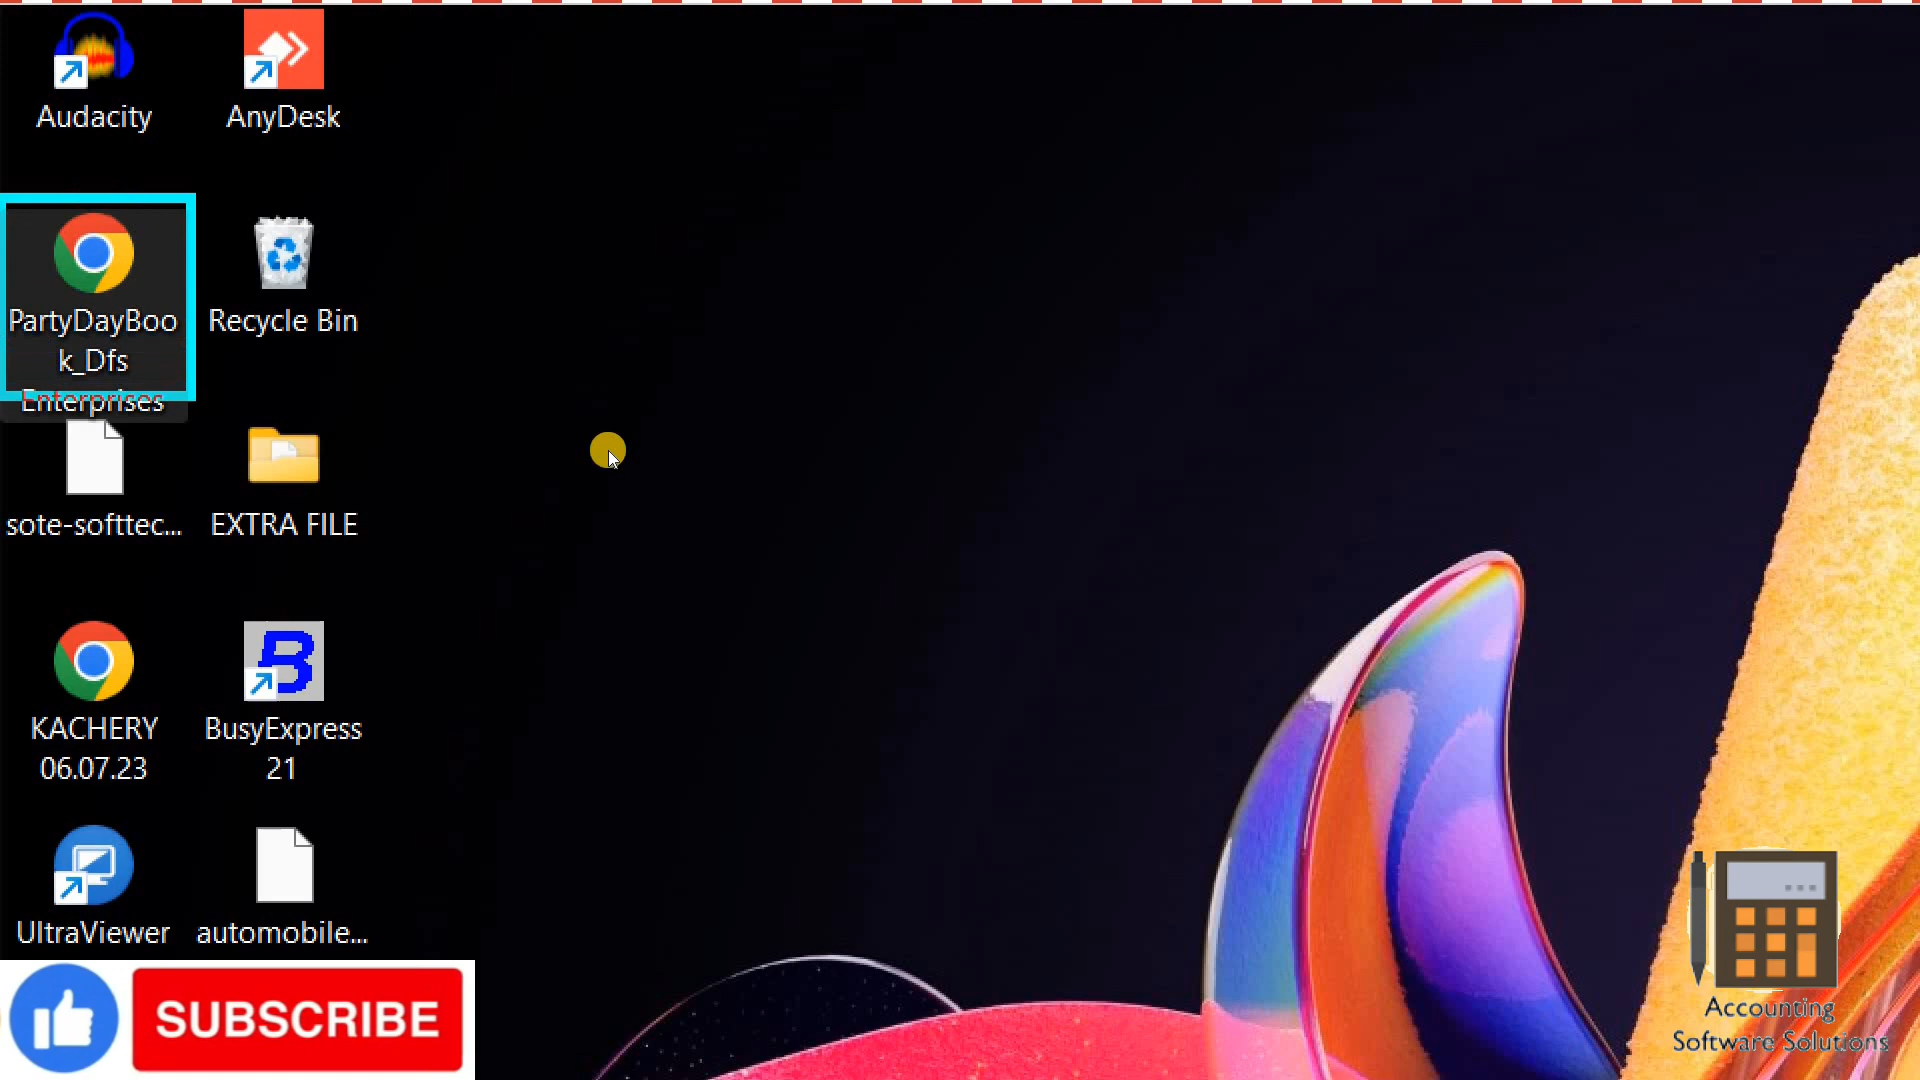 Audacity
AnyDesk
PartyDayBoo
k_Dfs
Enterprises
Recycle Bin
sote-softtec...
EXTRA FILE
KACHERY
06.07.23
BusyExpress
21
UltraViewer
automobile...
SUBSCRIBE
Accounting
Software Solutions